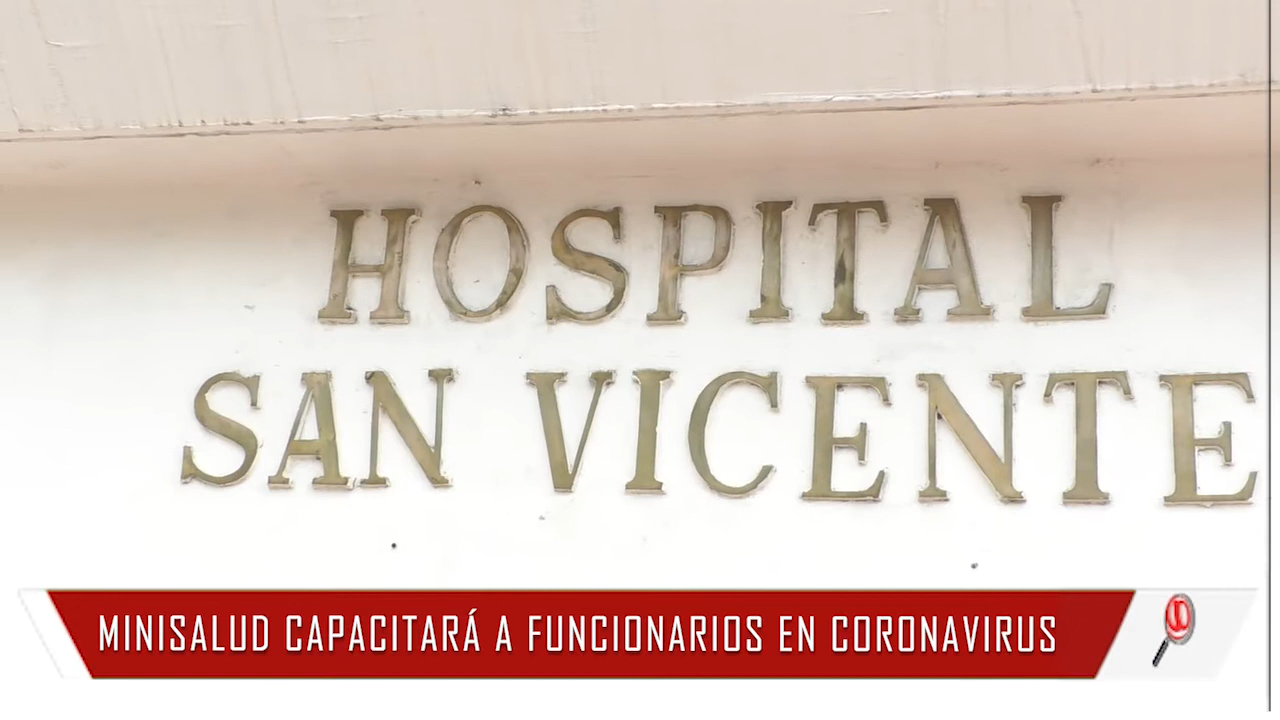 HOSPITAL
SAN VICENTE
MINISALUD CAPACITARÁ A FUNCIONARIOS EN CORONAVIRUS